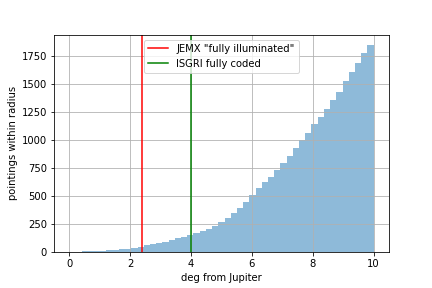 JEMX "fully illuminated"
ISGRI fully coded
pointings within radius
1750
1500
1250
1000
750
500
250
0
0 2 4 6 8 10
deg from Jupiter